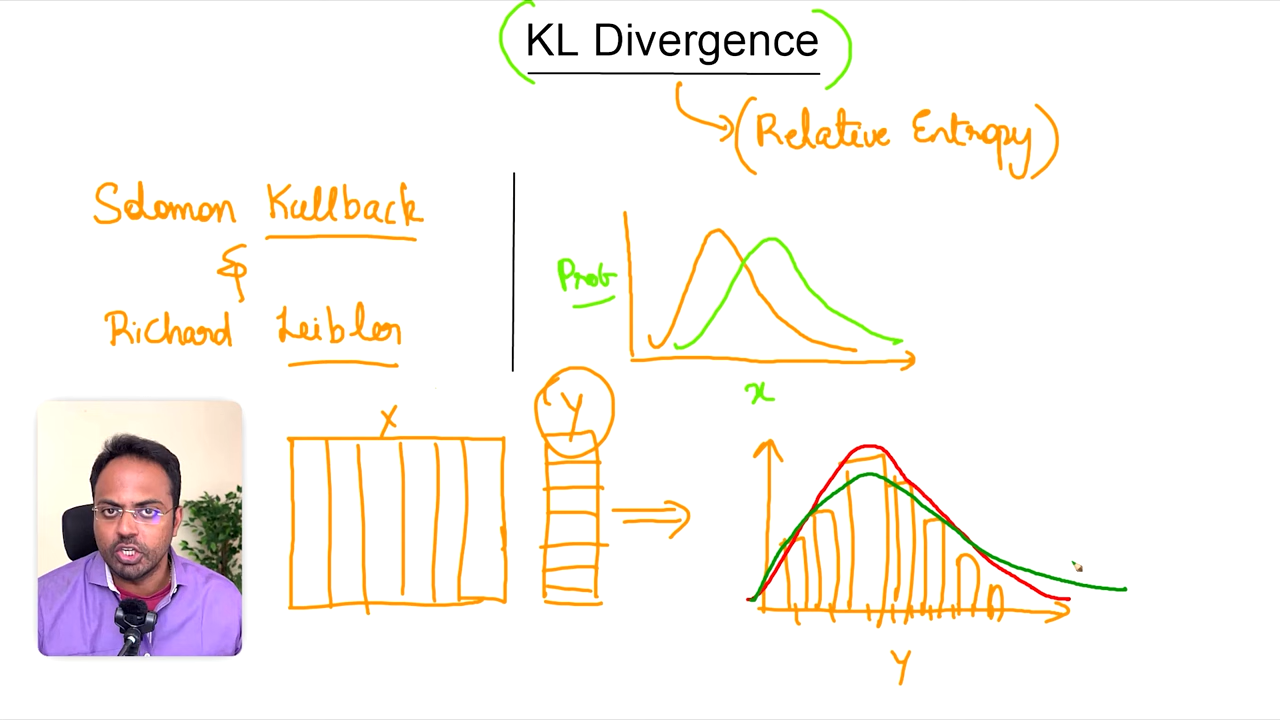 KL Divergence
(Relative Entropy)
Solomon Kullback
&
Richard Leibler
Prob
x
X
Y
Y